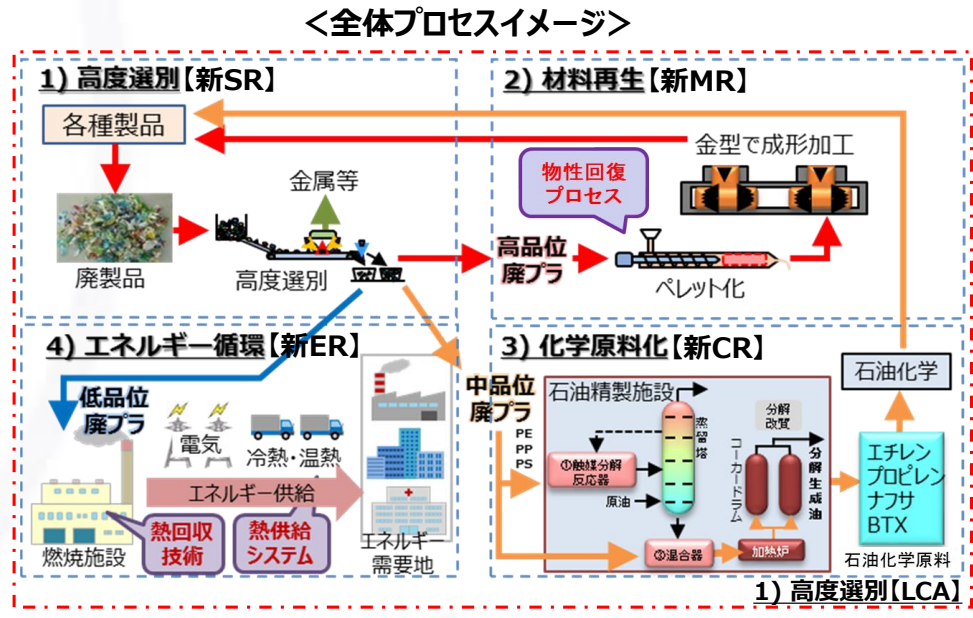 ＜全体プロセスイメージ＞
1) 高度選別【新SR】
各種製品
廃製品
金属等
高度選別
2) 材料再生【新MR】
金型で成形加工
物性回復
プロセス
高品位
廃プラ
ペレット化
4) エネルギー循環【新ER】
低品位
廃プラ
電気
冷熱・温熱
エネルギー供給
燃焼施設
熱回収
技術
熱供給
システム
エネルギー
需要地
3) 化学原料化【新CR】
中品位
廃プラ
PE
PP
PS
石油精製施設
①触媒分解
反応器
原油
蒸留塔
②混合器
加熱炉
コーカードラム
分解
改質
分解生成油
石油化学
エチレン
プロピレン
ナフサ
BTX
石油化学原料
1) 高度選別【LCA】